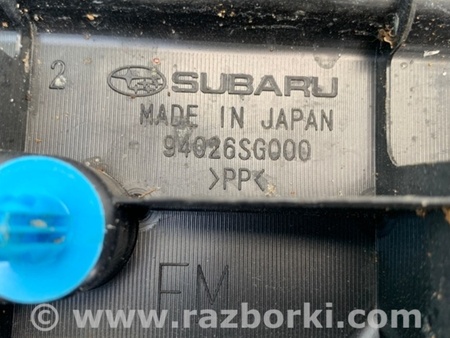 2
SUBARU
MADE IN JAPAN
94026SG000
>PP<
FM
www.razborki.com